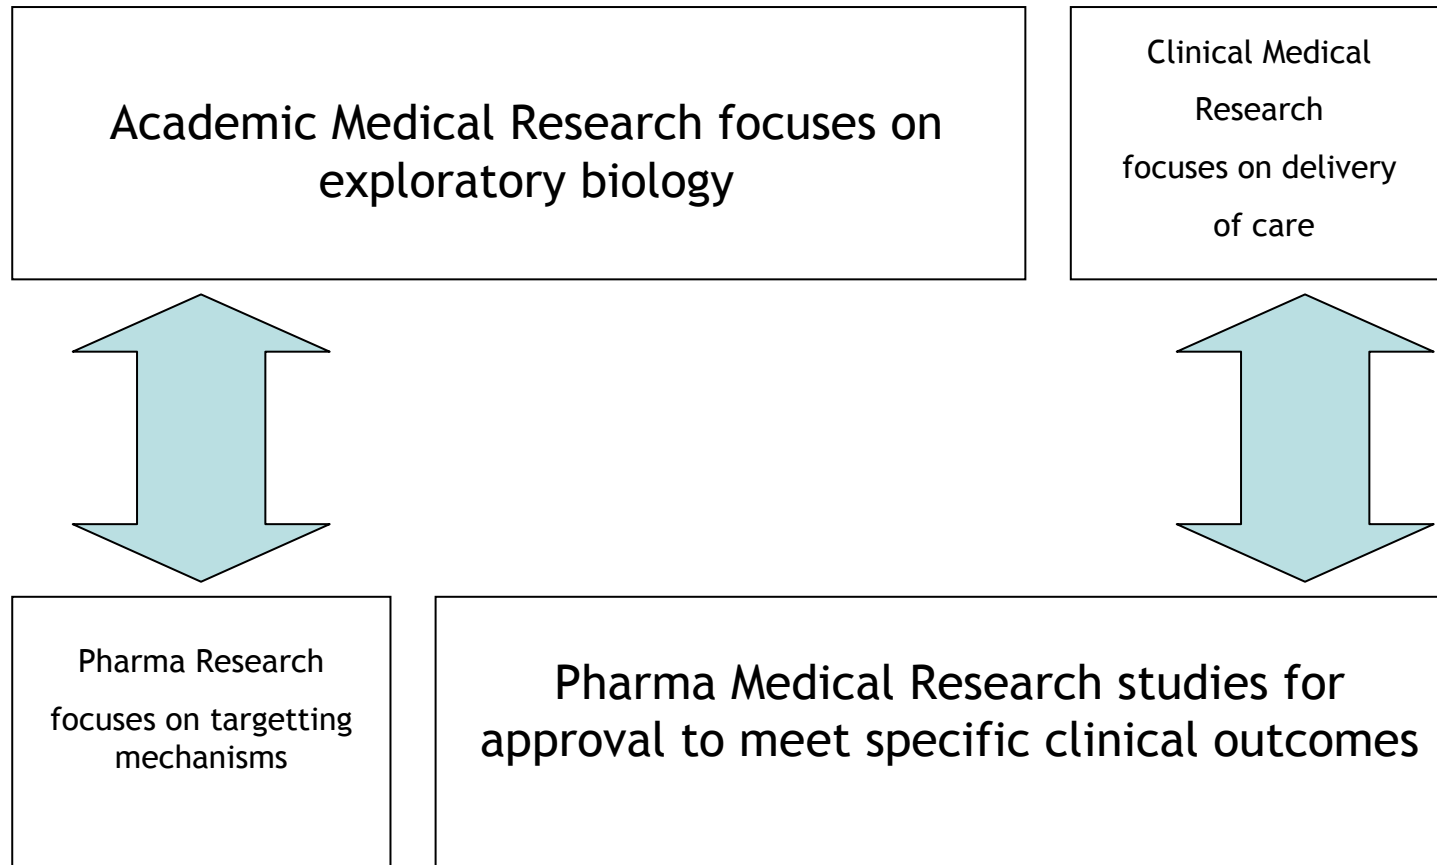 Academic Medical Research focuses on
exploratory biology
Clinical Medical
Research
focuses on delivery
of care
Pharma Research
focuses on targetting
mechanisms
Pharma Medical Research studies for
approval to meet specific clinical outcomes